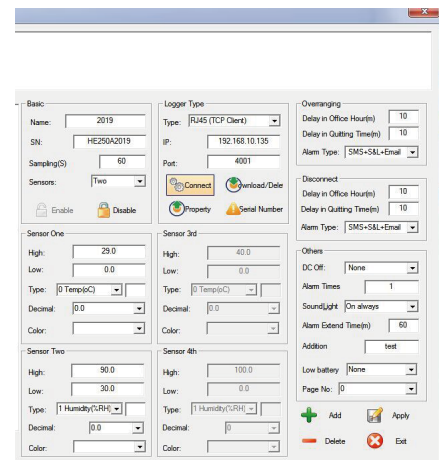 Basic
Name: 2019
SN: HE250A2019
Sampling(S) 60
Sensors: Two
Enable Disable
Logger Type
Type: RJ45 (TCP Client)
IP: 192.168.10.135
Port: 4001
Connect Download/Dele
Property Serial Number
Overranging
Delay in Office Hour(m) 10
Delay in Quitting Time(m) 10
Alarm Type: SMS+S&L+Email
Disconnect
Delay in Office Hour(m) 10
Delay in Quitting Time(m) 10
Alarm Type: SMS+S&L+Email
Sensor One
High: 29.0
Low: 0.0
Type: 0 Temp(oC)
Decimal: 0.0
Color:
Sensor 3rd
High: 40.0
Low: 0.0
Type: 0 Temp(oC)
Decimal: 0.0
Color:
Others
DC Off: None
Alarm Times 1
SoundLight On always
Alarm Extend Time(m) 60
Addition test
Low battery None
Page No: 0
Sensor Two
High: 90.0
Low: 30.0
Type: 1 Humidity(%RH)
Decimal: 0.0
Color:
Sensor 4th
High: 100.0
Low: 0.0
Type: 1 Humidity(%RH)
Decimal: 0
Color:
Add Apply
Delete Exit